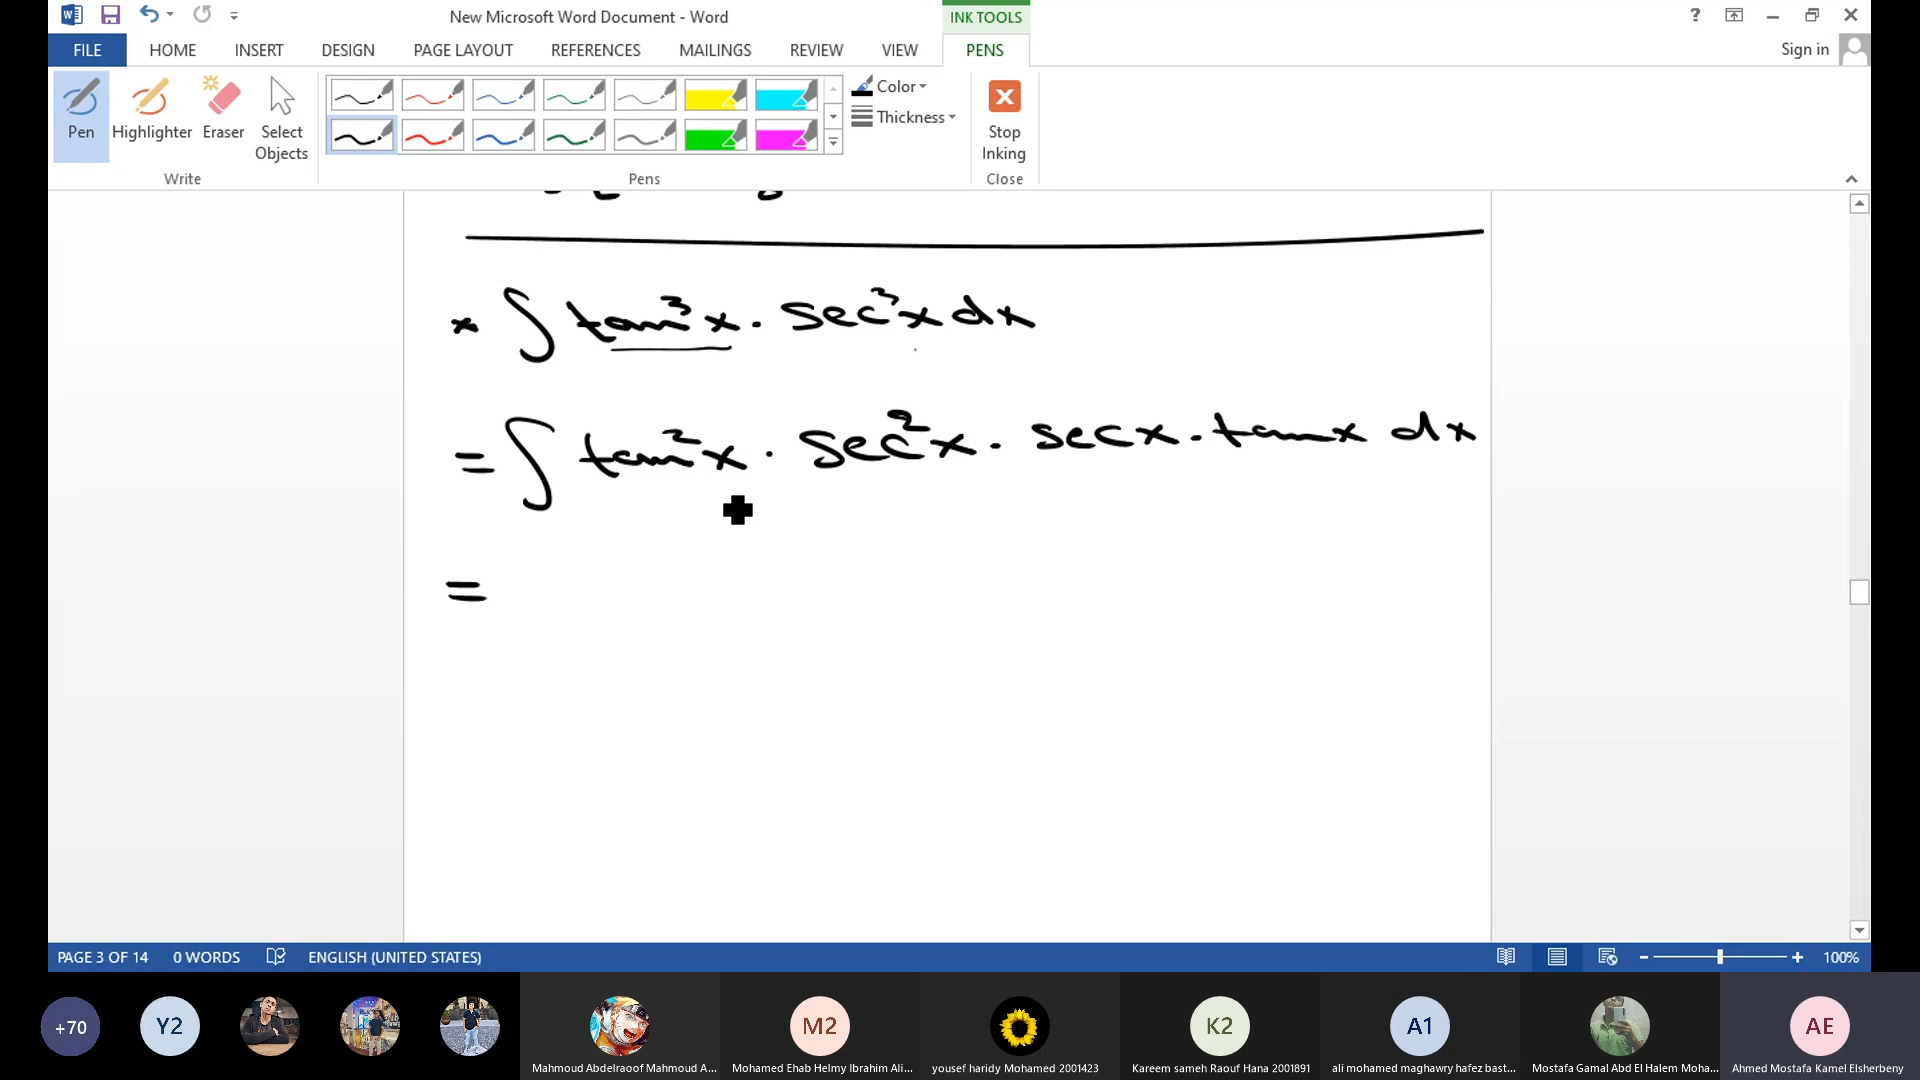 New Microsoft Word Document - Word
INK TOOLS
FILE HOME INSERT DESIGN PAGE LAYOUT REFERENCES MAILINGS REVIEW VIEW PENS
Sign in
Pen Highlighter Eraser Select Objects
Color
Thickness
Stop Inking
Write Pens Close
* ∫ tan³x · sec³x dx
= ∫ tan²x · sec²x · secx · tanx dx
=
PAGE 3 OF 14 0 WORDS ENGLISH (UNITED STATES) 100%
+70 Y2 M2 K2 A1 AE
Mahmoud Abdelraoof Mahmoud A... Mohamed Ehab Helmy Ibrahim Ali... yousef haridy Mohamed 2001423 Kareem sameh Raouf Hana 2001891 ali mohamed maghawry hafez bast... Mostafa Gamal Abd El Halem Moha... Ahmed Mostafa Kamel Elsherbeny